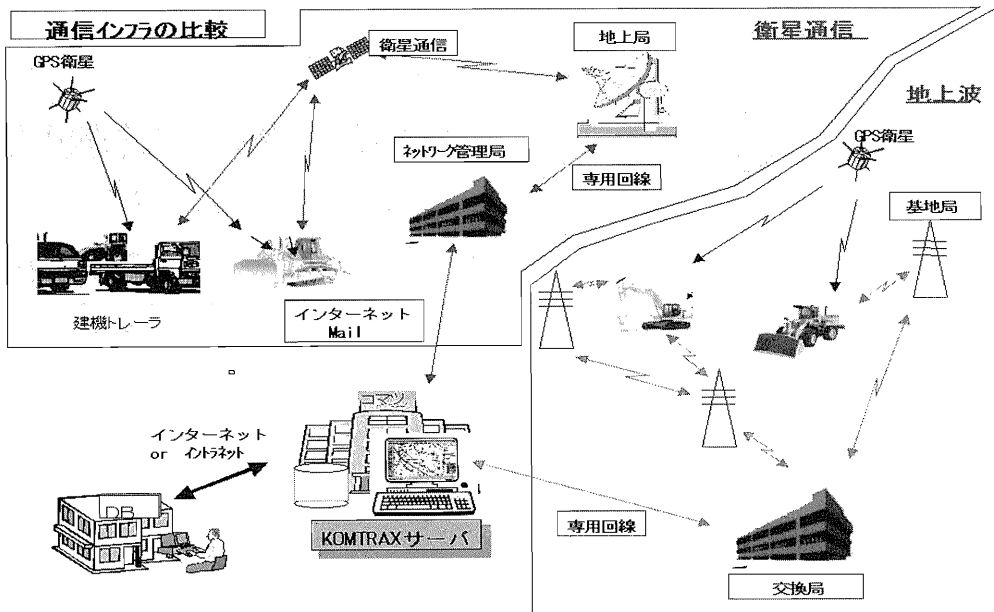 通信インフラの比較
GPS衛星
衛星通信
地上局
衛星通信
地上波
GPS衛星
ネットワーク管理局
専用回線
基地局
建機トレーラ
インターネット
Mail
コマツ
インターネット
or イントラネット
DB
KOMTRAXサーバ
専用回線
交換局